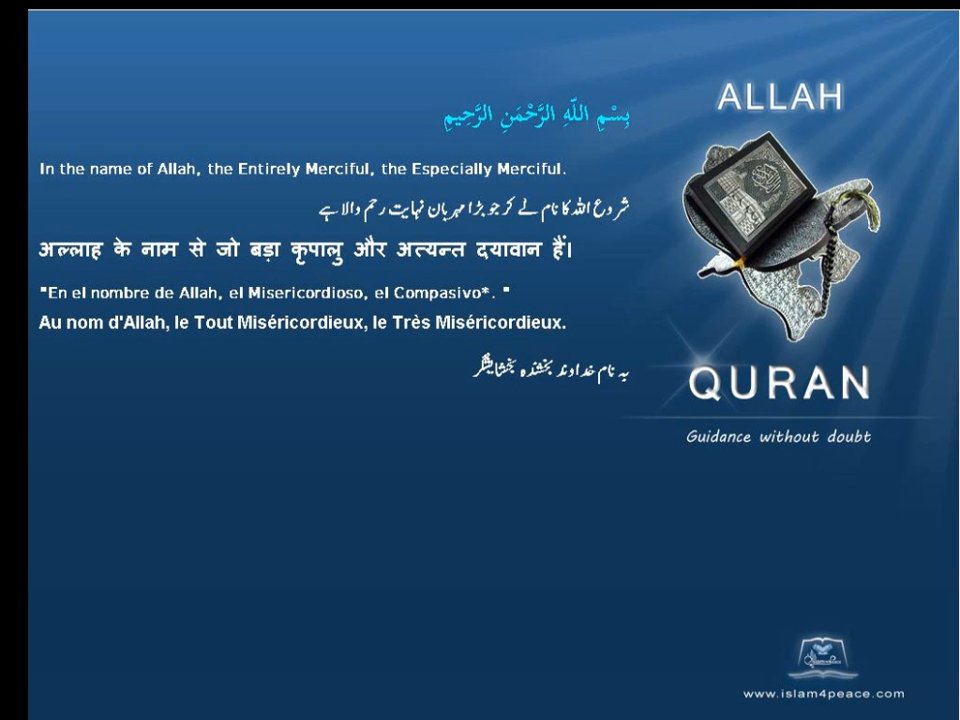 بِسْمِ اللّهِ الرَّحْمَنِ الرَّحِيمِ
In the name of Allah, the Entirely Merciful, the Especially Merciful.
شروع الله کا نام لے کر جو بڑا مہربان نہایت رحم والا ہے
अल्लाह के नाम से जो बड़ा कृपालु और अत्यन्त दयावान हैं।
"En el nombre de Allah, el Misericordioso, el Compasivo*. "
Au nom d'Allah, le Tout Miséricordieux, le Très Miséricordieux.
به نام خداوند بخشنده بخشایشگر
ALLAH
QURAN
Guidance without doubt
www.islam4peace.com